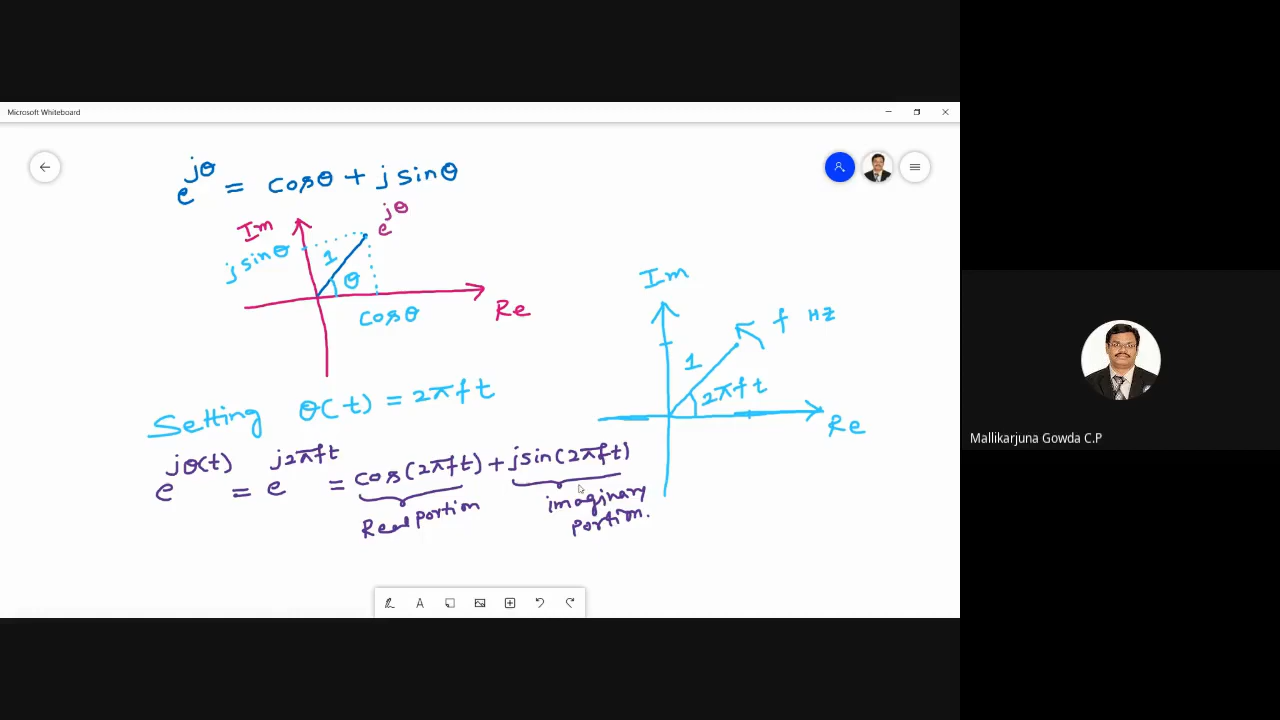 Microsoft Whiteboard
e^jθ = cosθ + j sinθ
Im
e^jθ
j sinθ
1
θ
cosθ
Re
Im
f HZ
1
2πft
Re
Setting θ(t) = 2πft
e^jθ(t) = e^j2πft = cos(2πft) + jsin(2πft)
Real portion
imaginary
portion.
A
Mallikarjuna Gowda C.P